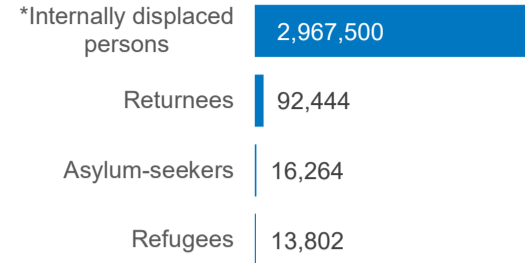 *Internally displaced
persons
2,967,500
Returnees
92,444
Asylum-seekers
16,264
Refugees
13,802